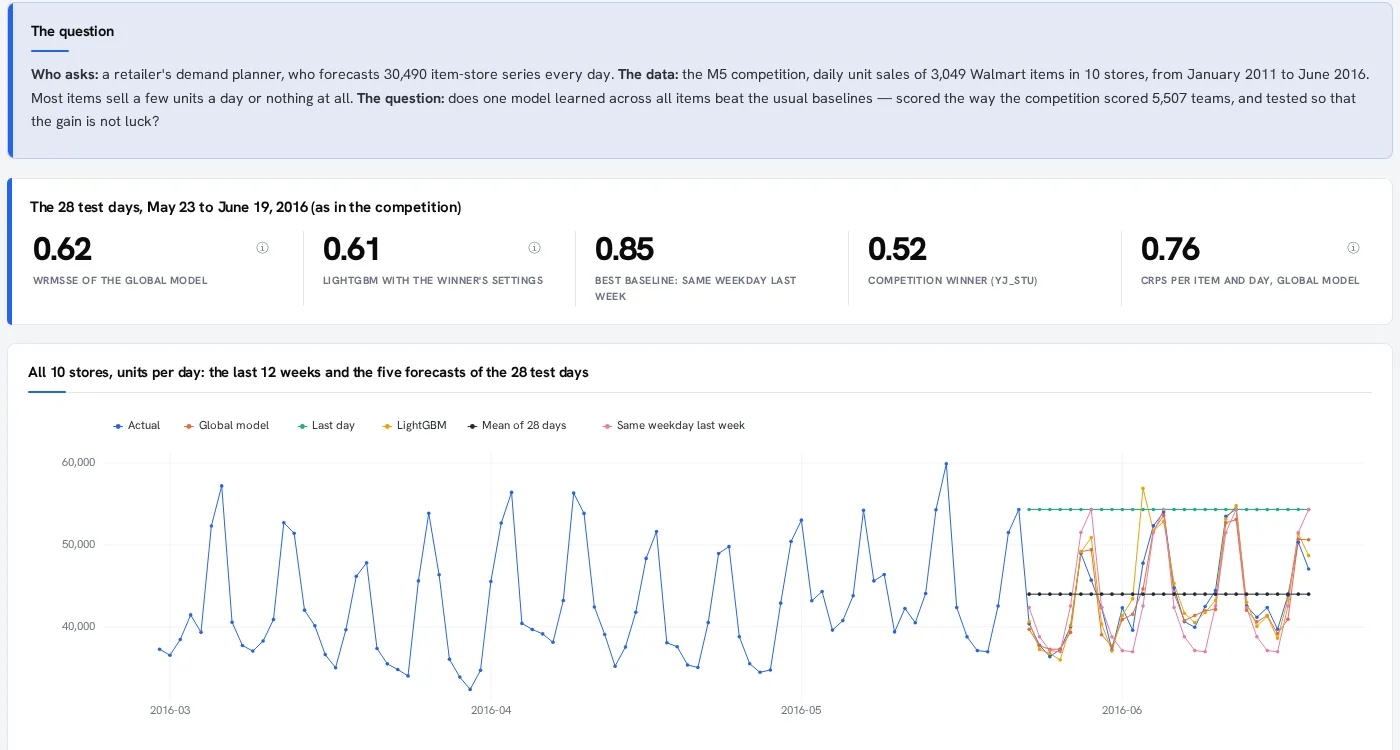 The question
Who asks: a retailer's demand planner, who forecasts 30,490 item-store series every day. The data: the M5 competition, daily unit sales of 3,049 Walmart items in 10 stores, from January 2011 to June 2016.
Most items sell a few units a day or nothing at all. The question: does one model learned across all items beat the usual baselines — scored the way the competition scored 5,507 teams, and tested so that
the gain is not luck?
The 28 test days, May 23 to June 19, 2016 (as in the competition)
0.62
WRMSSE OF THE GLOBAL MODEL
0.61
LIGHTGBM WITH THE WINNER'S SETTINGS
0.85
BEST BASELINE: SAME WEEKDAY LAST
WEEK
0.52
COMPETITION WINNER (YJ_STU)
0.76
CRPS PER ITEM AND DAY, GLOBAL MODEL
All 10 stores, units per day: the last 12 weeks and the five forecasts of the 28 test days
Actual Global model Last day LightGBM Mean of 28 days Same weekday last week
60,000
50,000
40,000
2016-03 2016-04 2016-05 2016-06